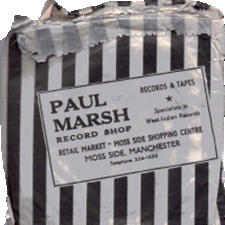 PAUL MARSH
RECORD SHOP
RECORDS & TAPES
★
Specialists in
West Indian Records
RETAIL MARKET - MOSS SIDE SHOPPING CENTRE
MOSS SIDE, MANCHESTER
Telephone